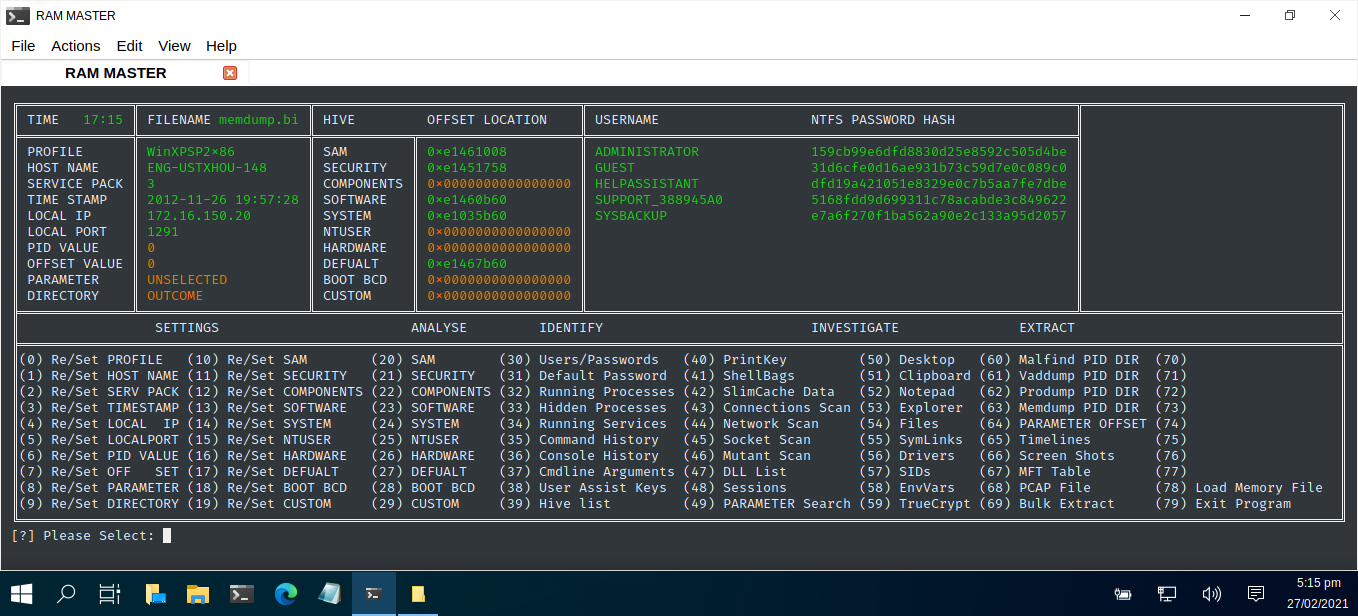 RAM MASTER
File Actions Edit View Help
RAM MASTER
TIME 17:15 FILENAME memdump.bi HIVE OFFSET LOCATION USERNAME NTFS PASSWORD HASH
PROFILE WinXPSP2×86 SAM 0×e1461008 ADMINISTRATOR 159cb99e6dfd8830d25e8592c505d4be
HOST NAME ENG-USTXHOU-148 SECURITY 0×e1451758 GUEST 31d6cfe0d16ae931b73c59d7e0c089c0
SERVICE PACK 3 COMPONENTS 0×0000000000000000 HELPASSISTANT dfd19a421051e8329e0c7b5aa7fe7dbe
TIME STAMP 2012-11-26 19:57:28 SOFTWARE 0×e1460b60 SUPPORT_388945A0 5168fdd9d699311c78acabde3c849622
LOCAL IP 172.16.150.20 SYSTEM 0×e1035b60 SYSBACKUP e7a6f270f1ba562a90e2c133a95d2057
LOCAL PORT 1291 NTUSER 0×0000000000000000
PID VALUE 0 HARDWARE 0×0000000000000000
OFFSET VALUE 0 DEFUALT 0×e1467b60
PARAMETER UNSELECTED BOOT BCD 0×0000000000000000
DIRECTORY OUTCOME CUSTOM 0×0000000000000000
SETTINGS ANALYSE IDENTIFY INVESTIGATE EXTRACT
(0) Re/Set PROFILE (10) Re/Set SAM (20) SAM (30) Users/Passwords (40) PrintKey (50) Desktop (60) Malfind PID DIR (70)
(1) Re/Set HOST NAME (11) Re/Set SECURITY (21) SECURITY (31) Default Password (41) ShellBags (51) Clipboard (61) Vaddump PID DIR (71)
(2) Re/Set SERV PACK (12) Re/Set COMPONENTS (22) COMPONENTS (32) Running Processes (42) SlimCache Data (52) Notepad (62) Prodump PID DIR (72)
(3) Re/Set TIMESTAMP (13) Re/Set SOFTWARE (23) SOFTWARE (33) Hidden Processes (43) Connections Scan (53) Explorer (63) Memdump PID DIR (73)
(4) Re/Set LOCAL IP (14) Re/Set SYSTEM (24) SYSTEM (34) Running Services (44) Network Scan (54) Files (64) PARAMETER OFFSET (74)
(5) Re/Set LOCALPORT (15) Re/Set NTUSER (25) NTUSER (35) Command History (45) Socket Scan (55) SymLinks (65) Timelines (75)
(6) Re/Set PID VALUE (16) Re/Set HARDWARE (26) HARDWARE (36) Console History (46) Mutant Scan (56) Drivers (66) Screen Shots (76)
(7) Re/Set OFF SET (17) Re/Set DEFUALT (27) DEFUALT (37) Cmdline Arguments (47) DLL List (57) SIDs (67) MFT Table (77)
(8) Re/Set PARAMETER (18) Re/Set BOOT BCD (28) BOOT BCD (38) User Assist Keys (48) Sessions (58) EnvVars (68) PCAP File (78) Load Memory File
(9) Re/Set DIRECTORY (19) Re/Set CUSTOM (29) CUSTOM (39) Hive list (49) PARAMETER Search (59) TrueCrypt (69) Bulk Extract (79) Exit Program
[?] Please Select:
5:15 pm
27/02/2021